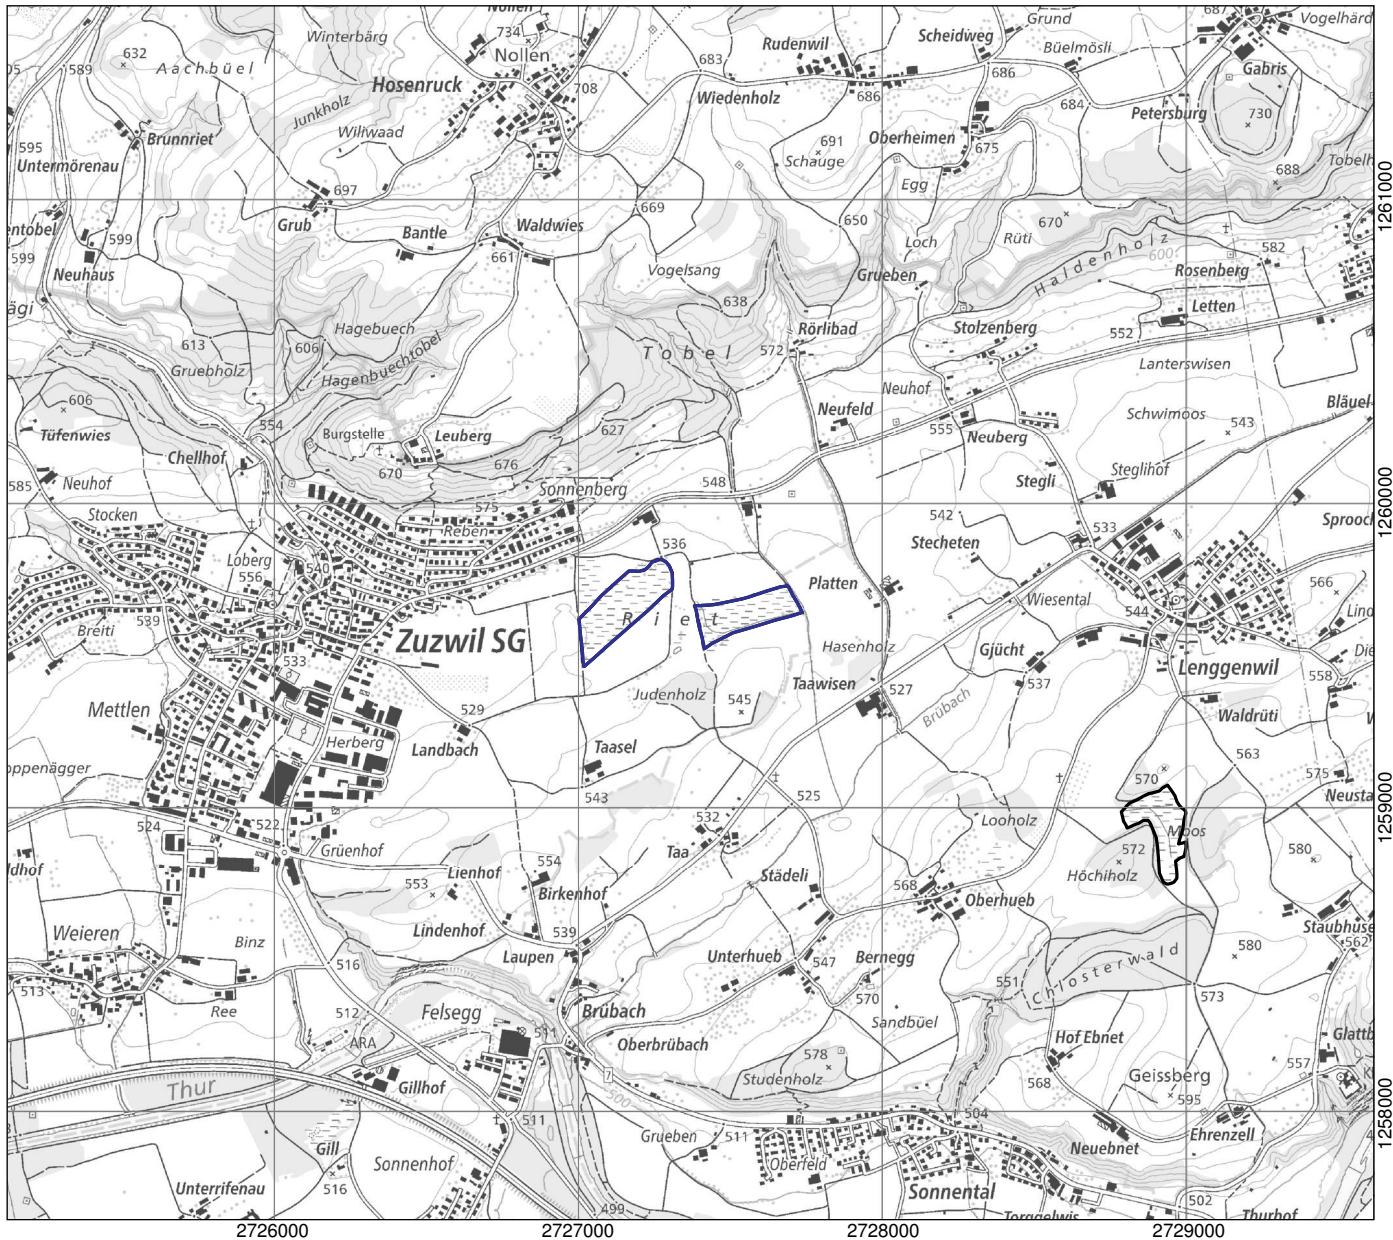 Nollen
734
Nollen
Hosenruck
708
Winterbärg
Junkholz
Wiliwaad
632
Aachbüel
589
Brunnriet
595
Untermörenau
697
Grub
Bantle
Waldwies
661
669
683
Wiedenholz
Rudenwil
686
Scheidweg
686
Grund
Büelmösli
684
687
Vogelhärd
Gabris
730
Petersburg
Oberheimen
675
691
Schauge
Egg
688
1261000
599
599
Neuhaus
Vogelsang
638
650
Loch
Grueben
Rüti
670
Haldenholz
600
582
Rosenberg
Letten
552
Lanterswisen
Stolzenberg
Rörlibad
572
Tobel
Hagebuech
606
613
Gruebholz
Hagenbuechtobel
606
Tüfenwies
554
Chellhof
Burgstelle
Leuberg
670
676
627
Neuhof
Neufeld
555
Neuberg
Schwimoos
543
Bläuel
Steglihof
Stegli
585
Neuhof
Stocken
Sonnenberg
575
Reben
548
1260000
542
Stecheten
533
Loberg
556
540
536
Riet
Platten
Wiesental
544
566
Breiti
539
Zuzwil SG
533
Hasenholz
Gjücht
537
Lenggenwil
558
Mettlen
529
Landbach
Herberg
Judenholz
545
Taawisen
527
Brübach
Waldrüti
563
570
575
Taasel
543
525
532
Taa
Looholz
1259000
Moos
572
Höchiholz
580
524
522
Grüenhof
553
Lienhof
554
Birkenhof
Lindenhof
539
Laupen
Städeli
568
Oberhueb
Weieren
Binz
513
Ree
516
512
ARA
Felsegg
511
Brübach
Oberbrübach
Unterhueb
547
Bernegg
570
Sandbüel
551
Chlosterwald
580
573
562
Hof Ebnet
568
Geissberg
595
557
Thur
Gillhof
511
7
500
578
Studenholz
504
1258000
Grueben
511
Oberfeld
Neuebnet
Ehrenzell
Gill
516
Sonnenhof
Unterrifenau
499
Sonnental
502
Thurhof
2726000
2727000
2728000
2729000